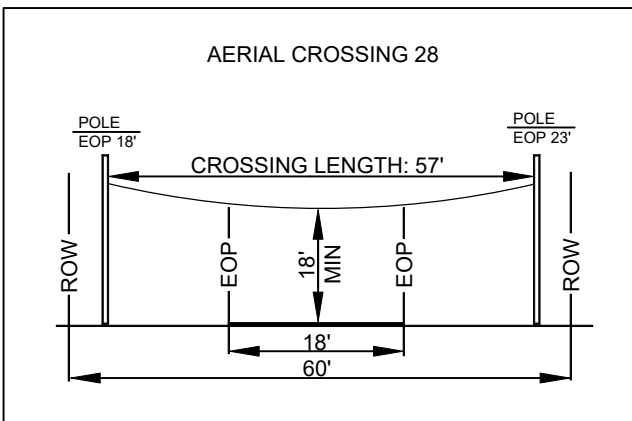 AERIAL CROSSING 28
POLE
EOP 18'
POLE
EOP 23'
CROSSING LENGTH: 57'
ROW
EOP
18'
MIN
EOP
ROW
18'
60'